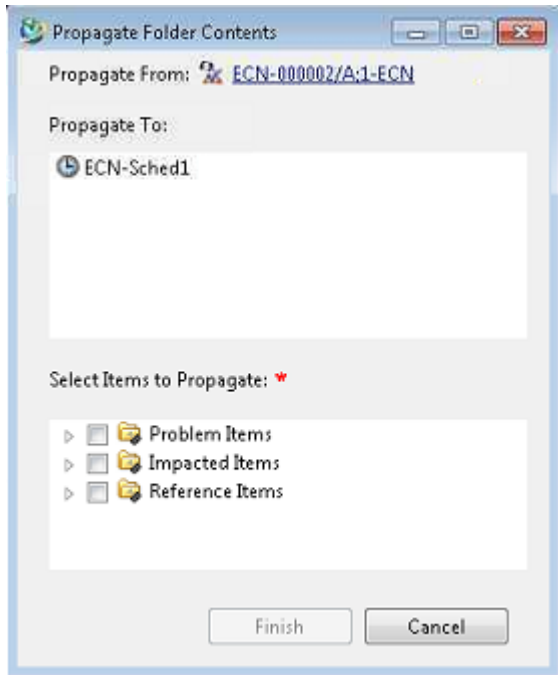 Propagate Folder Contents
Propagate From: ECN-000002/A;1-ECN
Propagate To:
ECN-Sched1
Select Items to Propagate: *
Problem Items
Impacted Items
Reference Items
Finish Cancel